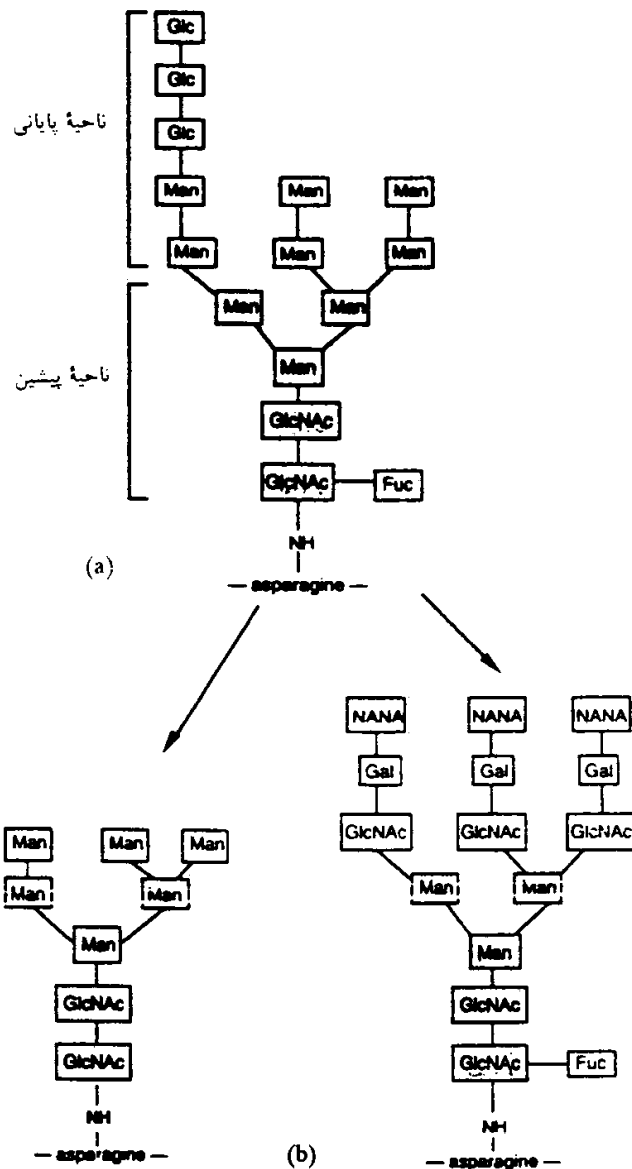 Glc
Glc
ناحیهٔ پایانی
Glc
Man Man Man
Man Man Man
Man Man
ناحیهٔ پیشین
Man
GlcNAc
GlcNAc Fuc
NH
(a)
— asparagine —
NANA NANA NANA
Gal Gal Gal
Man Man Man
GlcNAc GlcNAc GlcNAc
Man Man
Man Man
Man
Man
GlcNAc
GlcNAc
GlcNAc
GlcNAc Fuc
NH
NH
— asparagine —
(b)
— asparagine —